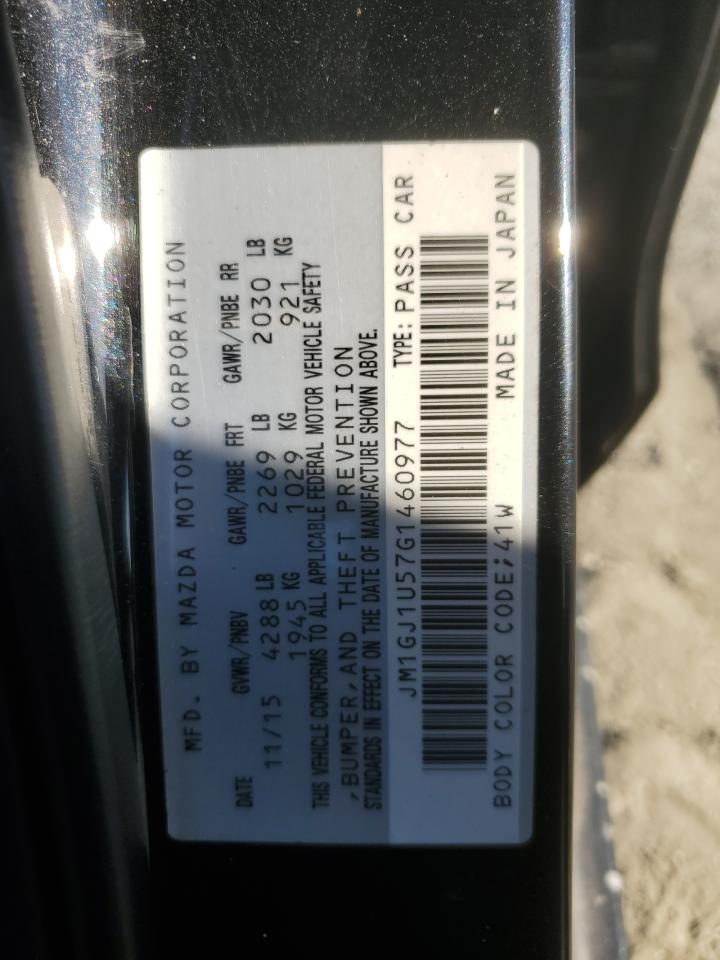 MFD. BY MAZDA MOTOR CORPORATION
DATE GVWR/PNBV GAWR/PNBE FRT GAWR/PNBE RR
11/15 4288 LB 2269 LB 2030 LB
1945 KG 1029 KG 921 KG
THIS VEHICLE CONFORMS TO ALL APPLICABLE FEDERAL MOTOR VEHICLE SAFETY
,BUMPER,AND THEFT PREVENTION
STANDARDS IN EFFECT ON THE DATE OF MANUFACTURE SHOWN ABOVE.
JM1GJ1U57G1460977 TYPE: PASS CAR
BODY COLOR CODE;41W MADE IN JAPAN